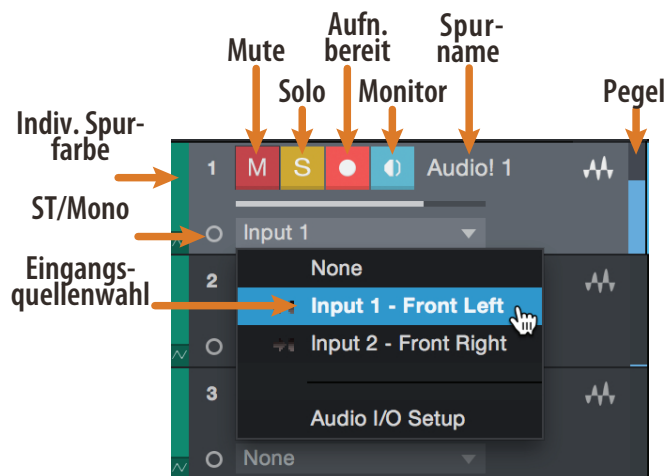 Aufn.
bereit
Spur-
name
Mute
Solo
Monitor
Pegel
Indiv. Spur-
farbe
1 M S Audio! 1
ST/Mono
Input 1
Eingangs-
quellenwahl
None
2
Input 1 - Front Left
Input 2 - Front Right
3
Audio I/O Setup
None